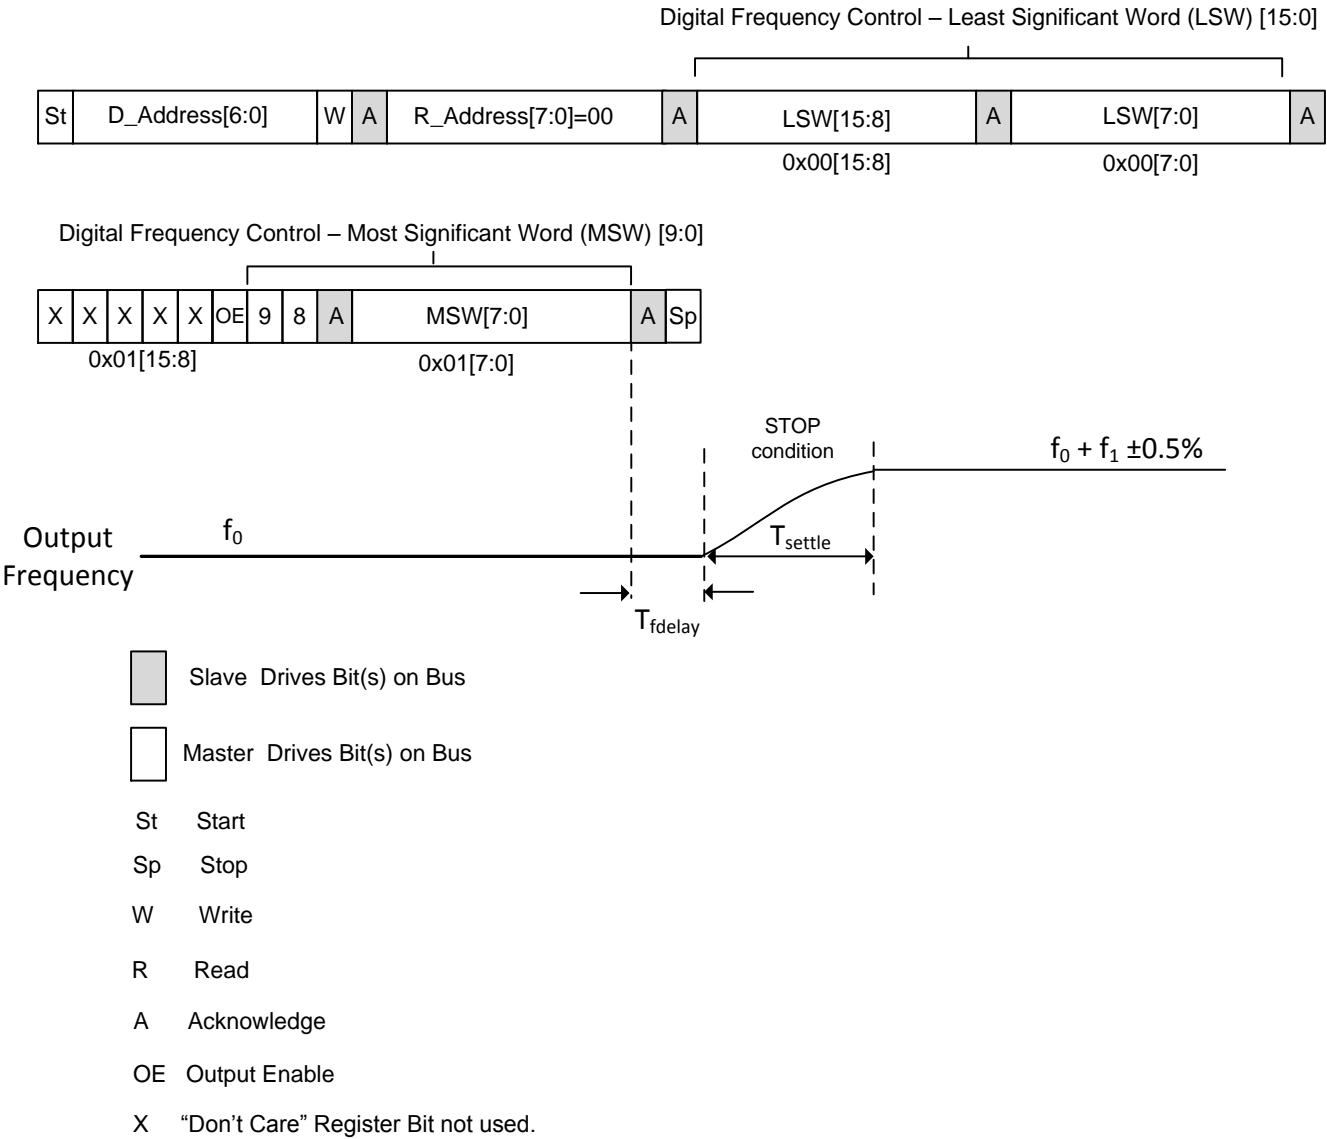 Digital Frequency Control – Least Significant Word (LSW) [15:0]
St D_Address[6:0] W A R_Address[7:0]=00 A LSW[15:8] A LSW[7:0] A
0x00[15:8] 0x00[7:0]
Digital Frequency Control – Most Significant Word (MSW) [9:0]
X X X X X OE 9 8 A MSW[7:0] A Sp
0x01[15:8] 0x01[7:0]
STOP
condition
f0 + f1 ±0.5%
f0
Output
Frequency
Tsettle
Tfdelay
Slave Drives Bit(s) on Bus
Master Drives Bit(s) on Bus
St Start
Sp Stop
W Write
R Read
A Acknowledge
OE Output Enable
X “Don’t Care” Register Bit not used.